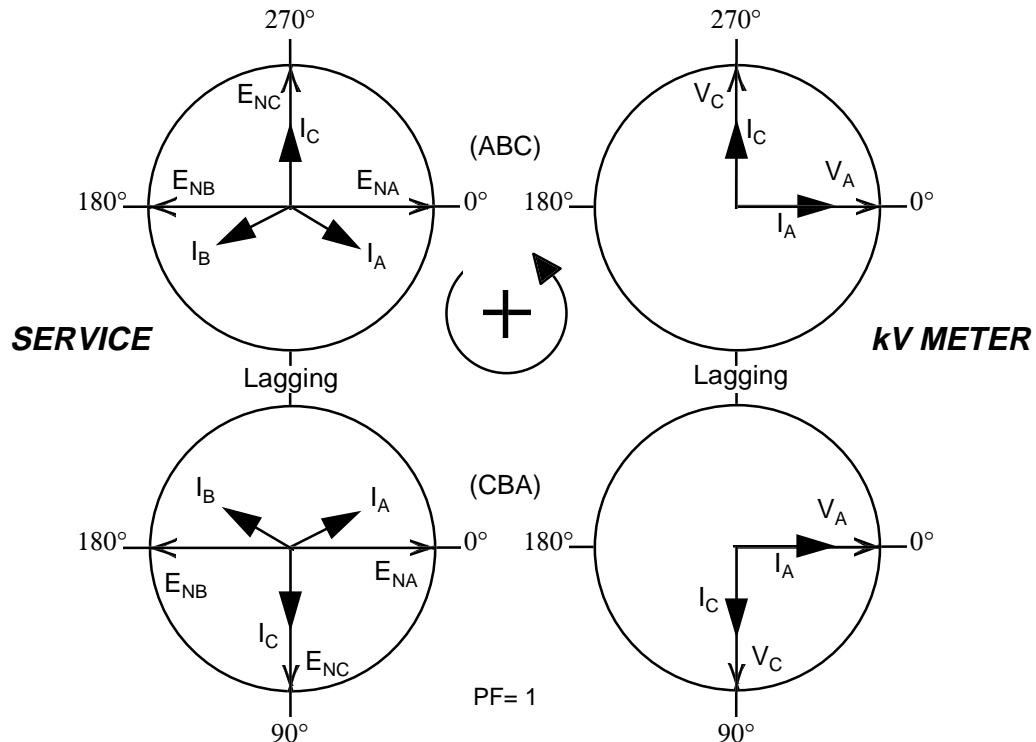 270° 270°
E_NC V_C
I_C I_C
(ABC)
E_NB E_NA V_A
180° 0° 180° 0°
I_B I_A I_A
+
SERVICE kV METER
Lagging Lagging
(CBA)
I_B I_A V_A
180° 0° 180° 0°
E_NB E_NA I_A
I_C I_C
E_NC V_C
PF= 1
90° 90°